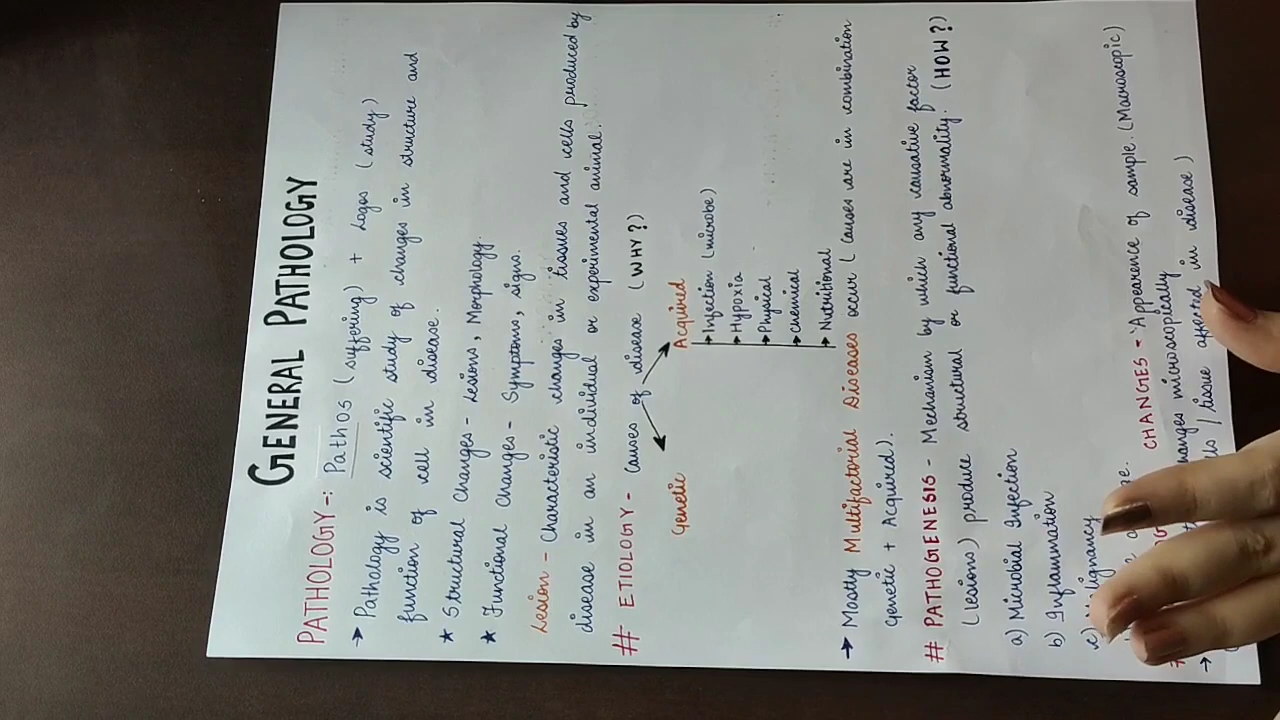 GENERAL PATHOLOGY
PATHOLOGY-: Pathos (suffering) + Logos (study)
→ Pathology is scientific study of changes in structure and
function of cell in disease.
★ Structural Changes - Lesions, Morphology.
★ Functional Changes - Symptoms, signs.
Lesion - Characteristic changes in tissues and cells produced by
disease in an individual or experimental animal.
# ETIOLOGY - Causes of disease (WHY?)
Genetic Acquired
→ Infection (microbe)
→ Hypoxia
→ Physical
→ chemical
→ Nutritional
→ Mostly Multifactorial Diseases occur (Causes are in combination
Genetic + Acquired).
# PATHOGENESIS - Mechanism by which any causative factor
(lesions) produce structural or functional abnormality. (HOW?)
a) Microbial Infection
b) Inflammation
c)
CHANGES - Appearence of sample. (Macroscopic)
changes microscopically
/ tissue affected in disease)